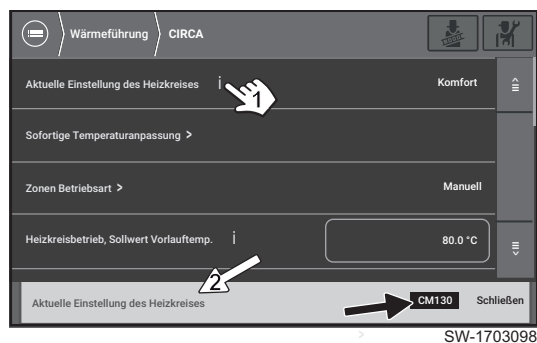 Wärmeführung CIRCA
Aktuelle Einstellung des Heizkreises i Komfort
1
Sofortige Temperaturanpassung >
Zonen Betriebsart > Manuell
Heizkreisbetrieb, Sollwert Vorlauftemp. i 80.0 °C
2
Aktuelle Einstellung des Heizkreises CM130 Schließen
SW-1703098